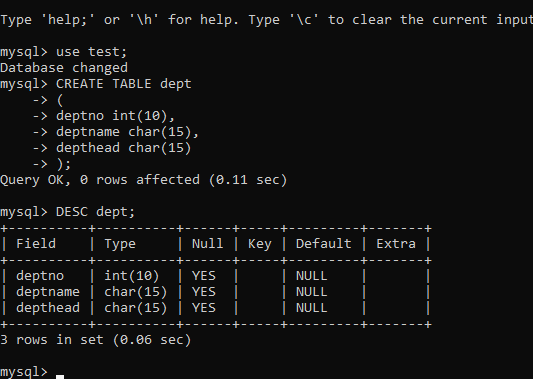 Type 'help;' or '\h' for help. Type '\c' to clear the current input
mysql> use test;
Database changed
mysql> CREATE TABLE dept
    -> (
    -> deptno int(10),
    -> deptname char(15),
    -> depthead char(15)
    -> );
Query OK, 0 rows affected (0.11 sec)

mysql> DESC dept;
+----------+----------+------+-----+---------+-------+
| Field    | Type     | Null | Key | Default | Extra |
+----------+----------+------+-----+---------+-------+
| deptno   | int(10)  | YES  |     | NULL    |       |
| deptname | char(15) | YES  |     | NULL    |       |
| depthead | char(15) | YES  |     | NULL    |       |
+----------+----------+------+-----+---------+-------+
3 rows in set (0.06 sec)

mysql>